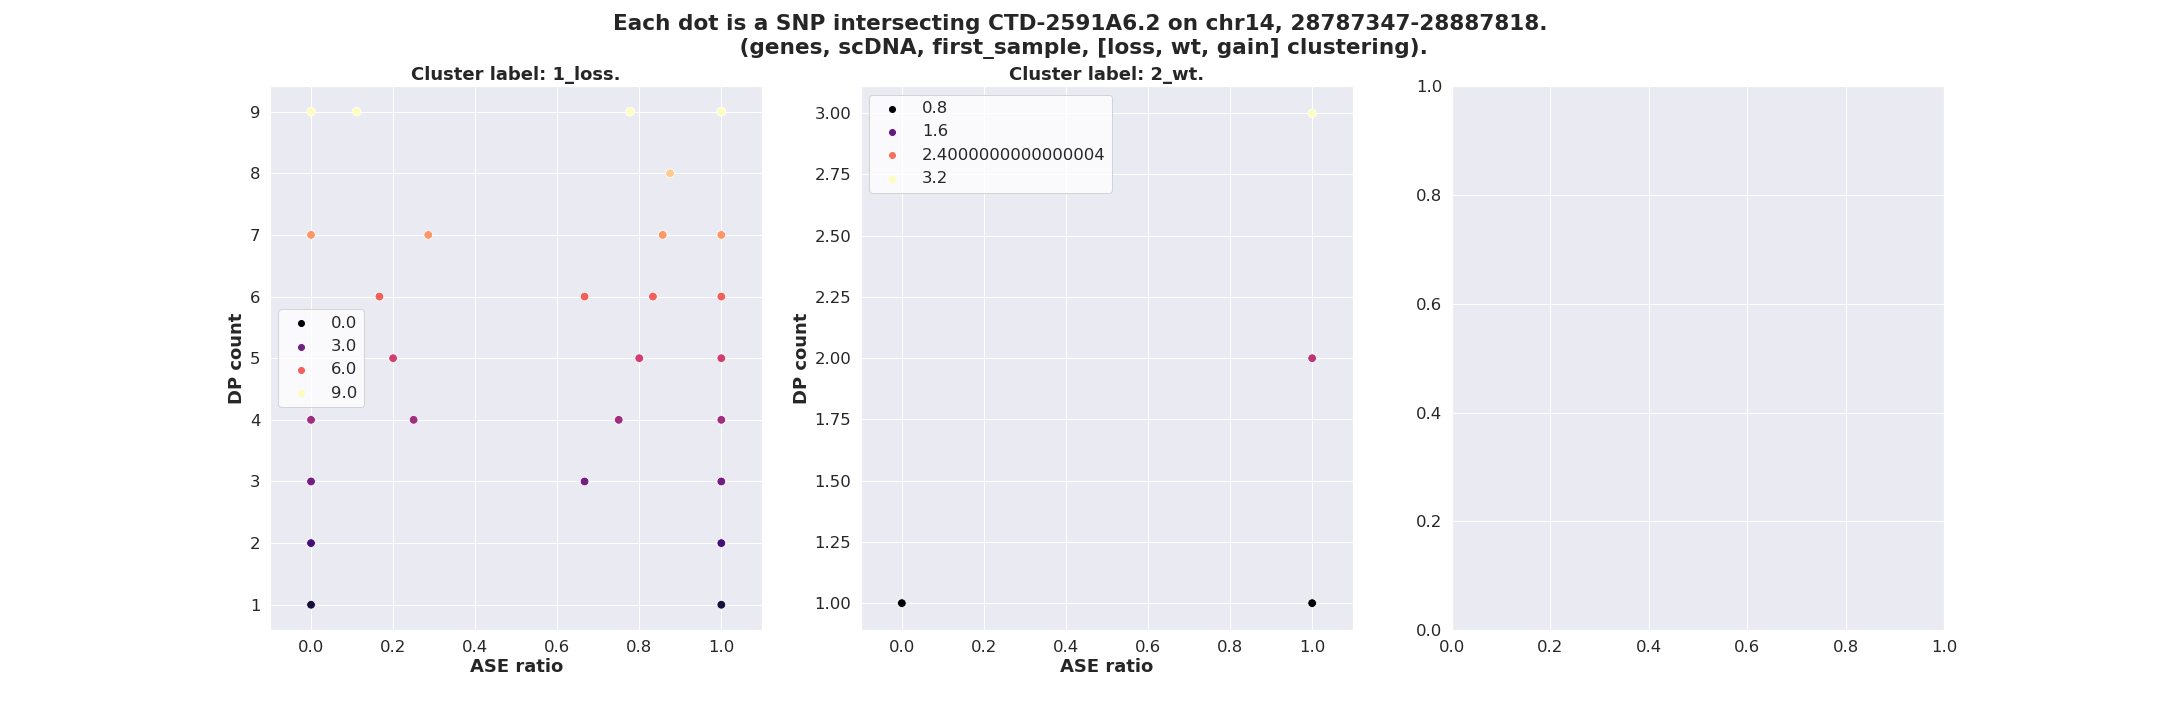 Each dot is a SNP intersecting CTD-2591A6.2 on chr14, 28787347-28887818.
(genes, scDNA, first_sample, [loss, wt, gain] clustering).
Cluster label: 1_loss.
9
8
7
6
5
4
3
2
1
DP count
0.0
3.0
6.0
9.0
0.0 0.2 0.4 0.6 0.8 1.0
ASE ratio
Cluster label: 2_wt.
3.00
2.75
2.50
2.25
2.00
1.75
1.50
1.25
1.00
DP count
0.8
1.6
2.4000000000000004
3.2
0.0 0.2 0.4 0.6 0.8 1.0
ASE ratio
1.0
0.8
0.6
0.4
0.2
0.0
0.0 0.2 0.4 0.6 0.8 1.0